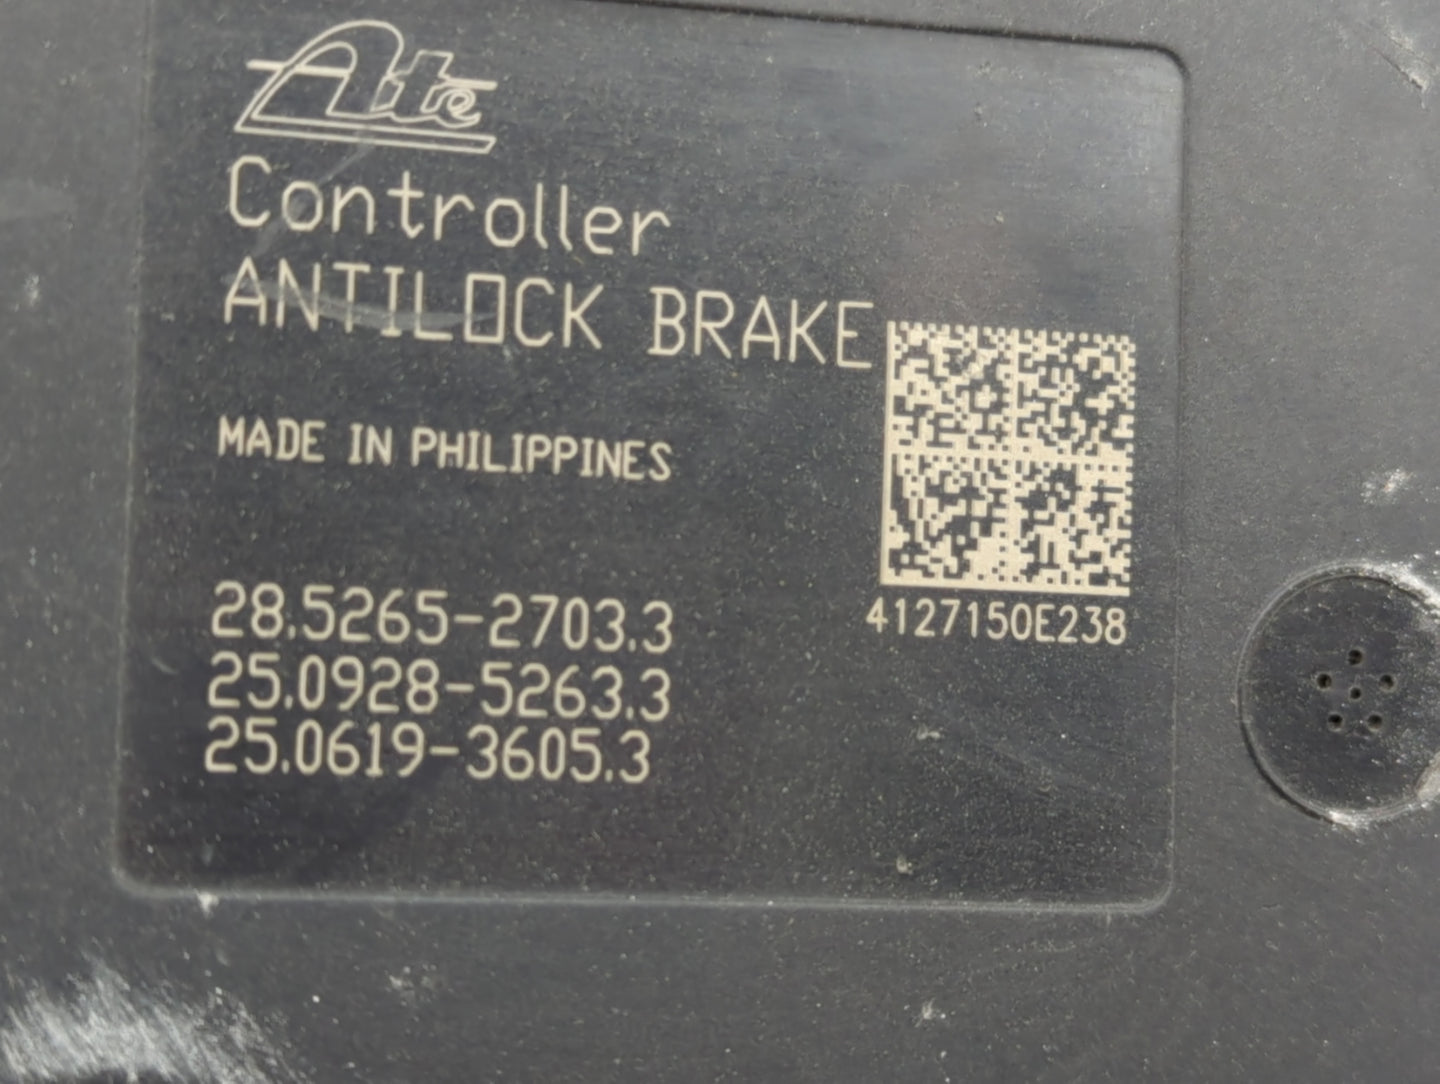 Ate
Controller
ANTILOCK BRAKE
MADE IN PHILIPPINES
28.5265-2703.3
25.0928-5263.3
25.0619-3605.3
4127150E238